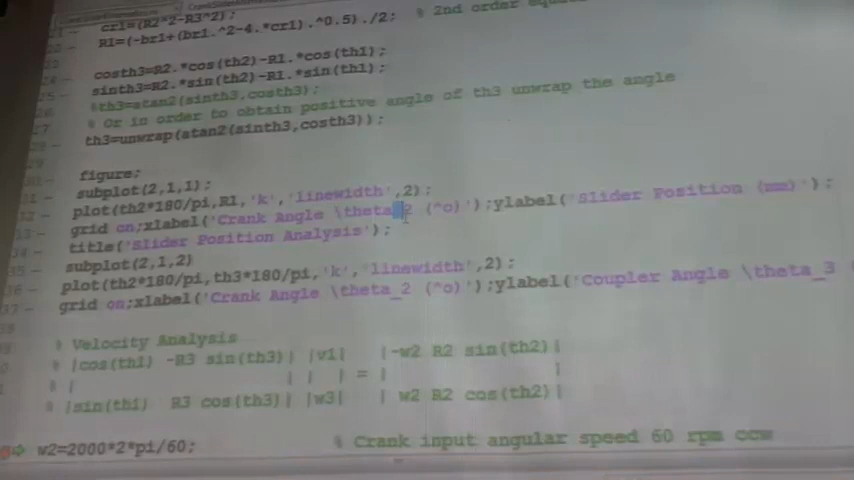 cr1=(R2^2-R3^2);
R1=(-br1+(br1.^2-4.*cr1).^0.5)./2; % 2nd order
costh3=R2.*cos(th2)-R1.*cos(th1);
sinth3=R2.*sin(th2)-R1.*sin(th1);
%th3=atan2(sinth3,costh3);
% Or in order to obtain positive angle of th3 unwrap the angle
th3=unwrap(atan2(sinth3,costh3));
figure;
subplot(2,1,1);
plot(th2*180/pi,R1,'k','linewidth',2);
grid on;xlabel('Crank Angle \theta_2 (^o)');ylabel('Slider Position (mm)');
title('Slider Position Analysis');
subplot(2,1,2)
plot(th2*180/pi,th3*180/pi,'k','linewidth',2);
grid on;xlabel('Crank Angle \theta_2 (^o)');ylabel('Coupler Angle \theta_3 (
% Velocity Analysis
% |cos(th1) -R3 sin(th3)| |v1| |-w2 R2 sin(th2)|
% | | | | = | |
% |sin(th1) R3 cos(th3)| |w3| | w2 R2 cos(th2)|
w2=2000*2*pi/60; % Crank input angular speed 60 rpm ccw